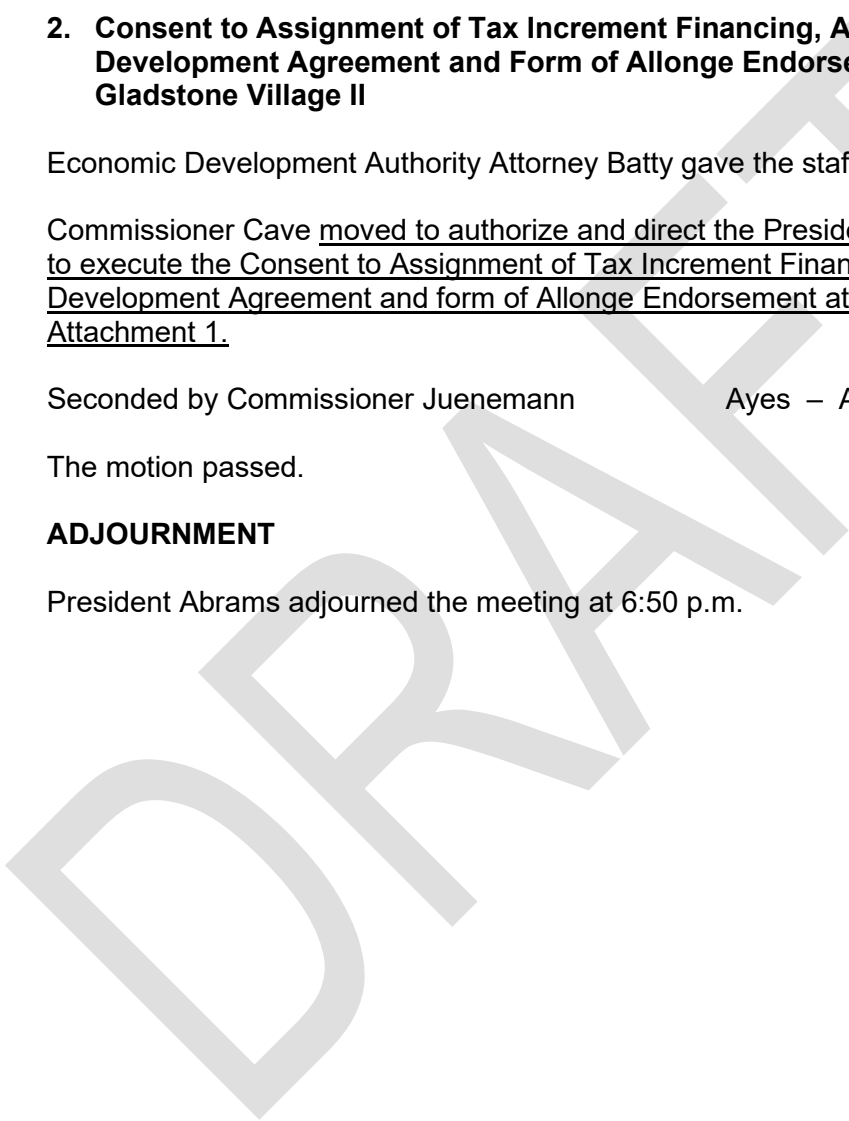 2. Consent to Assignment of Tax Increment Financing, A
Development Agreement and Form of Allonge Endorse
Gladstone Village II
Economic Development Authority Attorney Batty gave the staf
Commissioner Cave moved to authorize and direct the Preside
to execute the Consent to Assignment of Tax Increment Finan
Development Agreement and form of Allonge Endorsement at
Attachment 1.
Seconded by Commissioner Juenemann Ayes – A
The motion passed.
ADJOURNMENT
President Abrams adjourned the meeting at 6:50 p.m.
DRAFT